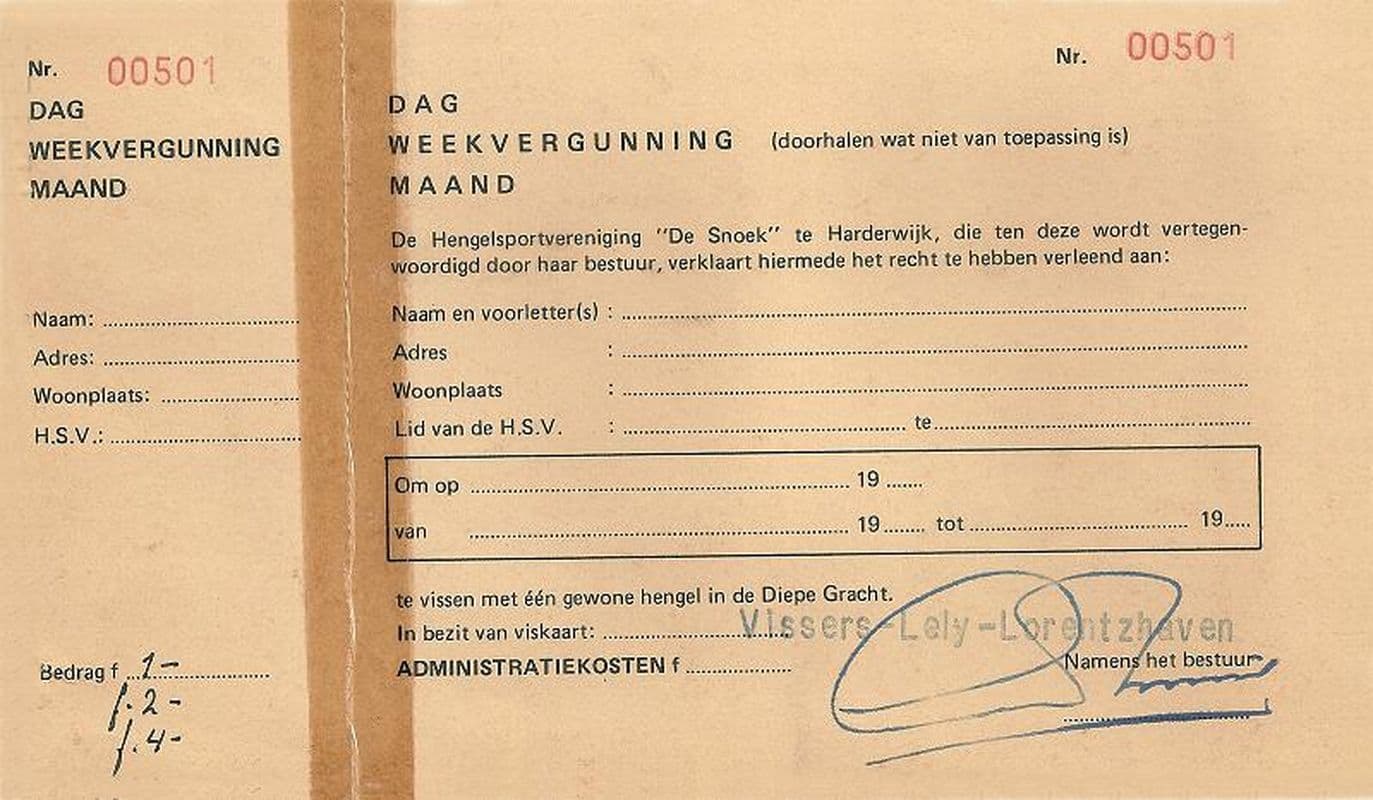 Nr. 00501
DAG
WEEKVERGUNNING
MAAND
Naam:
Adres:
Woonplaats:
H.S.V.:
Bedrag f 1-
f. 2-
f. 4-
Nr. 00501
DAG
WEEKVERGUNNING (doorhalen wat niet van toepassing is)
MAAND
De Hengelsportvereniging "De Snoek" te Harderwijk, die ten deze wordt vertegen-
woordigd door haar bestuur, verklaart hiermede het recht te hebben verleend aan:
Naam en voorletter(s) :
Adres :
Woonplaats :
Lid van de H.S.V. : te
Om op 19
van 19 tot 19
te vissen met één gewone hengel in de Diepe Gracht.
Vissers-Lely-Lorentzhaven
In bezit van viskaart:
ADMINISTRATIEKOSTEN f
Namens het bestuur